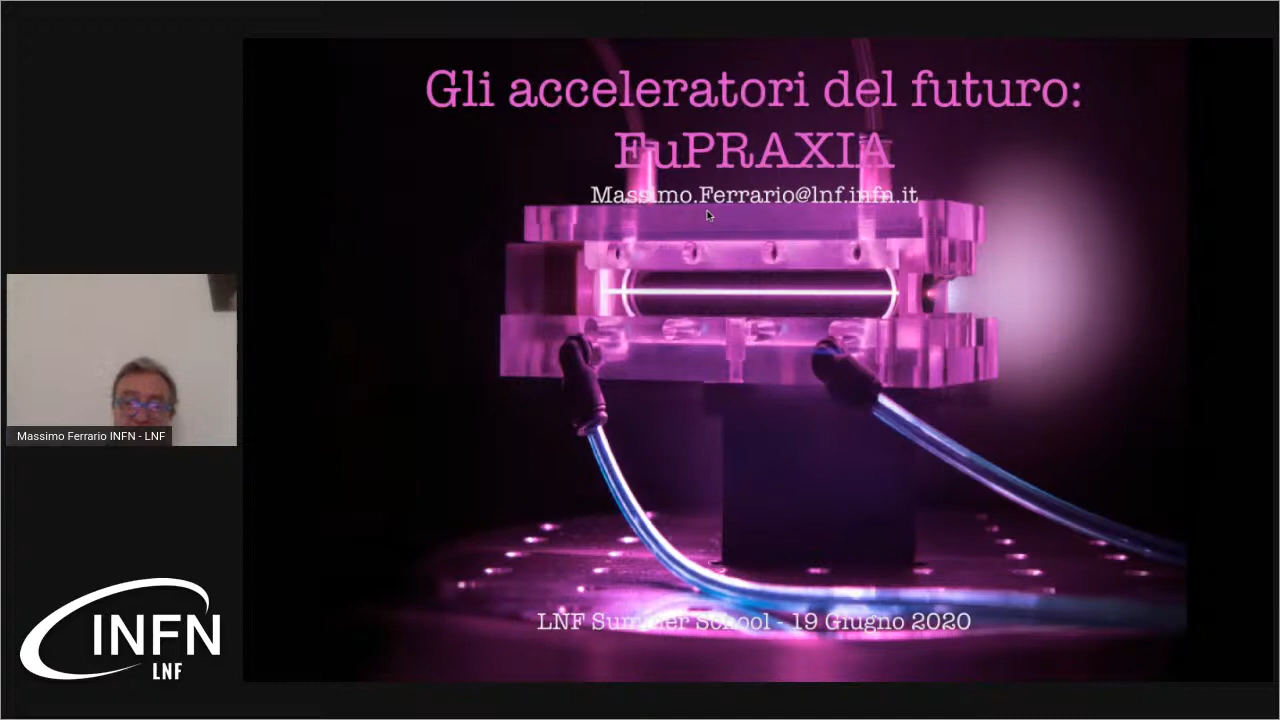 Gli acceleratori del futuro:
EuPRAXIA
Massimo.Ferrario@lnf.infn.it
Massimo Ferrario INFN - LNF
INFN
LNF
LNF Summer School - 19 Giugno 2020